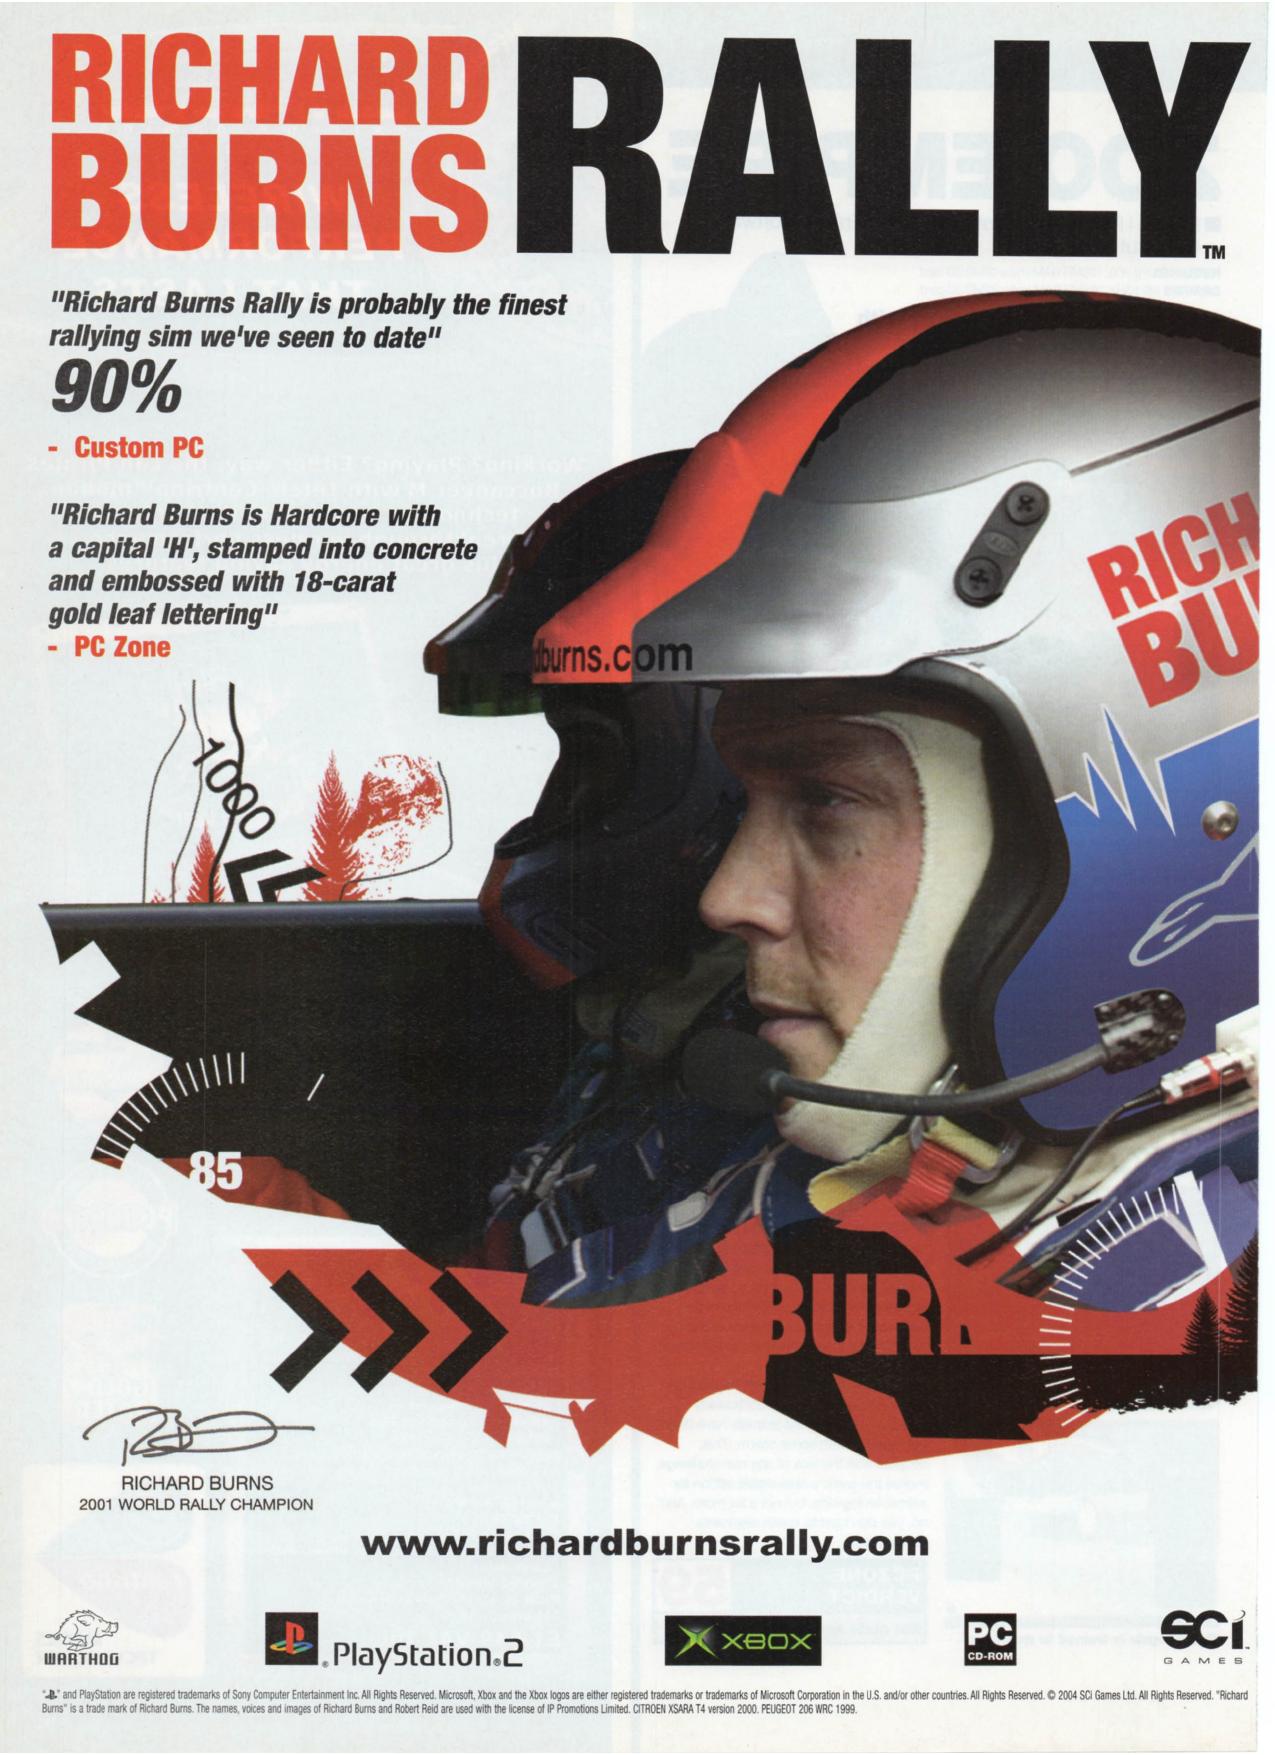 RICHARD
BURNS
RALLY™
"Richard Burns Rally is probably the finest
rallying sim we've seen to date"
90%
- Custom PC
"Richard Burns is Hardcore with
a capital 'H', stamped into concrete
and embossed with 18-carat
gold leaf lettering"
- PC Zone
dburns.com
RICH
BU
1000
85
BURN
RICHARD BURNS
2001 WORLD RALLY CHAMPION
www.richardburnsrally.com
WARTHOG
PlayStation®2
XBOX
PC
CD-ROM
SCi™
GAMES
" " and PlayStation are registered trademarks of Sony Computer Entertainment Inc. All Rights Reserved. Microsoft, Xbox and the Xbox logos are either registered trademarks or trademarks of Microsoft Corporation in the U.S. and/or other countries. All Rights Reserved. © 2004 SCi Games Ltd. All Rights Reserved. "Richard
Burns" is a trade mark of Richard Burns. The names, voices and images of Richard Burns and Robert Reid are used with the license of IP Promotions Limited. CITROEN XSARA T4 version 2000. PEUGEOT 206 WRC 1999.